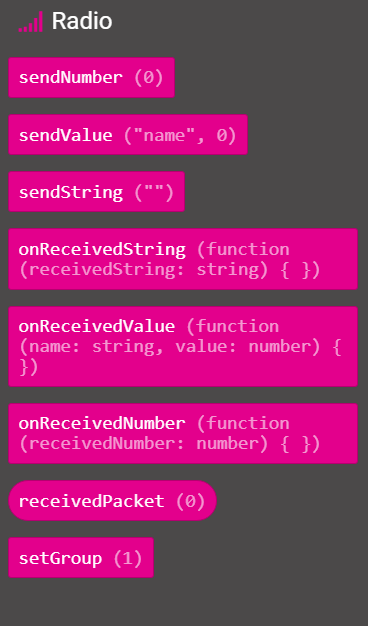 Radio
sendNumber (0)
sendValue ("name", 0)
sendString ("")
onReceivedString (function
(receivedString: string) { })
onReceivedValue (function
(name: string, value: number) {
})
onReceivedNumber (function
(receivedNumber: number) { })
receivedPacket (0)
setGroup (1)